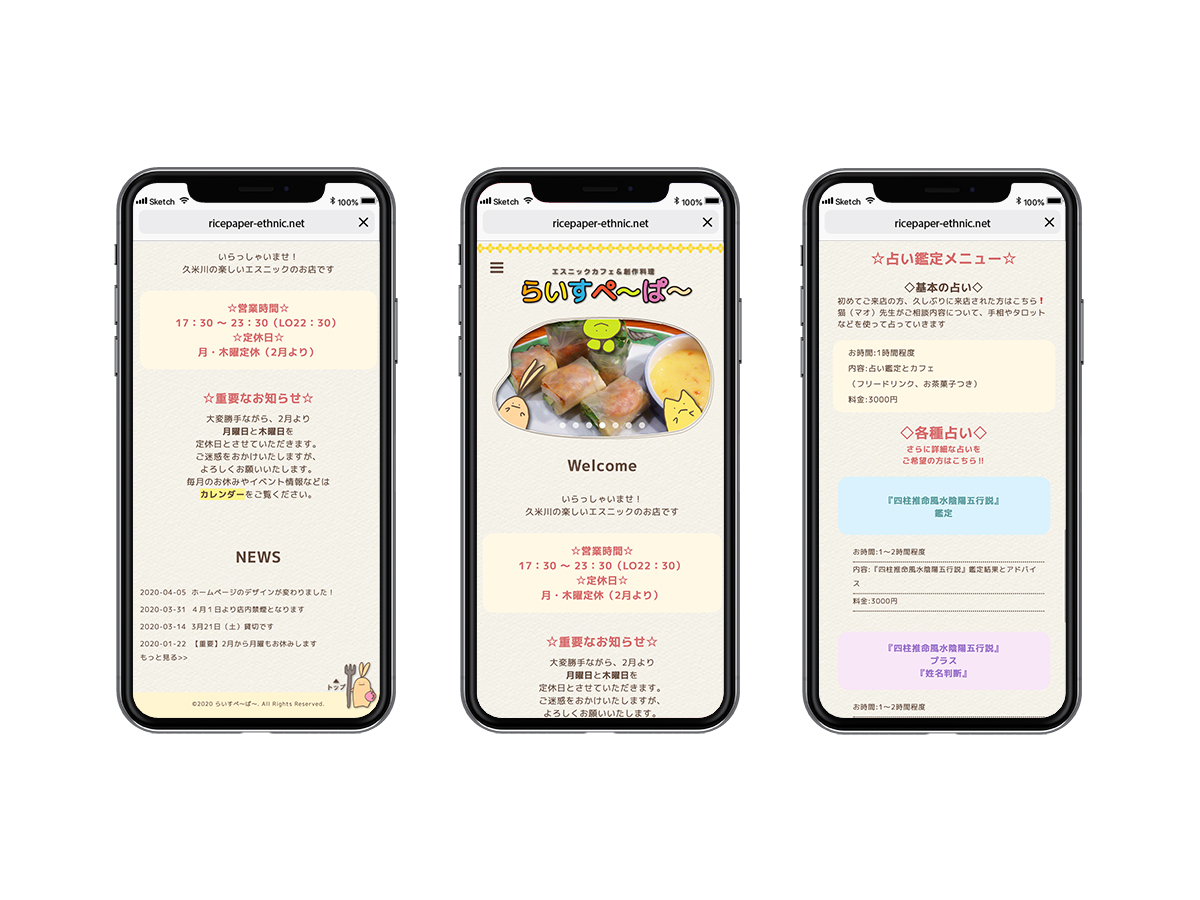 Sketch
100%
ricepaper-ethnic.net
いらっしゃいませ！
久米川の楽しいエスニックのお店です
☆営業時間☆
17：30 〜 23：30（LO22：30）
☆定休日☆
月・木曜定休（2月より）
☆重要なお知らせ☆
大変勝手ながら、2月より
月曜日と木曜日を
定休日とさせていただきます。
ご迷惑をおかけいたしますが、
よろしくお願いいたします。
毎月のお休みやイベント情報などは
カレンダーをご覧ください。
NEWS
2020-04-05 ホームページのデザインが変わりました！
2020-03-31 ４月１日より店内禁煙となります
2020-03-14 3月21日（土）貸切です
2020-01-22 【重要】2月から月曜もお休みします
もっと見る>>
トップ
©2020 らいすぺ〜ぱ〜. All Rights Reserved.
Sketch
100%
ricepaper-ethnic.net
エスニックカフェ&創作料理
らいすぺ〜ぱ〜
Welcome
いらっしゃいませ！
久米川の楽しいエスニックのお店です
☆営業時間☆
17：30 〜 23：30（LO22：30）
☆定休日☆
月・木曜定休（2月より）
☆重要なお知らせ☆
大変勝手ながら、2月より
月曜日と木曜日を
定休日とさせていただきます。
ご迷惑をおかけいたしますが、
よろしくお願いいたします。
Sketch
100%
ricepaper-ethnic.net
☆占い鑑定メニュー☆
◇基本の占い◇
初めてご来店の方、久しぶりに来店された方はこちら❗
猫（マオ）先生がご相談内容について、手相やタロット
などを使って占っていきます
お時間:1時間程度
内容:占い鑑定とカフェ
（フリードリンク、お茶菓子つき）
料金:3000円
◇各種占い◇
さらに詳細な占いを
ご希望の方はこちら!!
『四柱推命風水陰陽五行説』
鑑定
お時間:1〜2時間程度
内容:『四柱推命風水陰陽五行説』鑑定結果とアドバイ
ス
料金:3000円
『四柱推命風水陰陽五行説』
プラス
『姓名判断』
お時間:1〜2時間程度